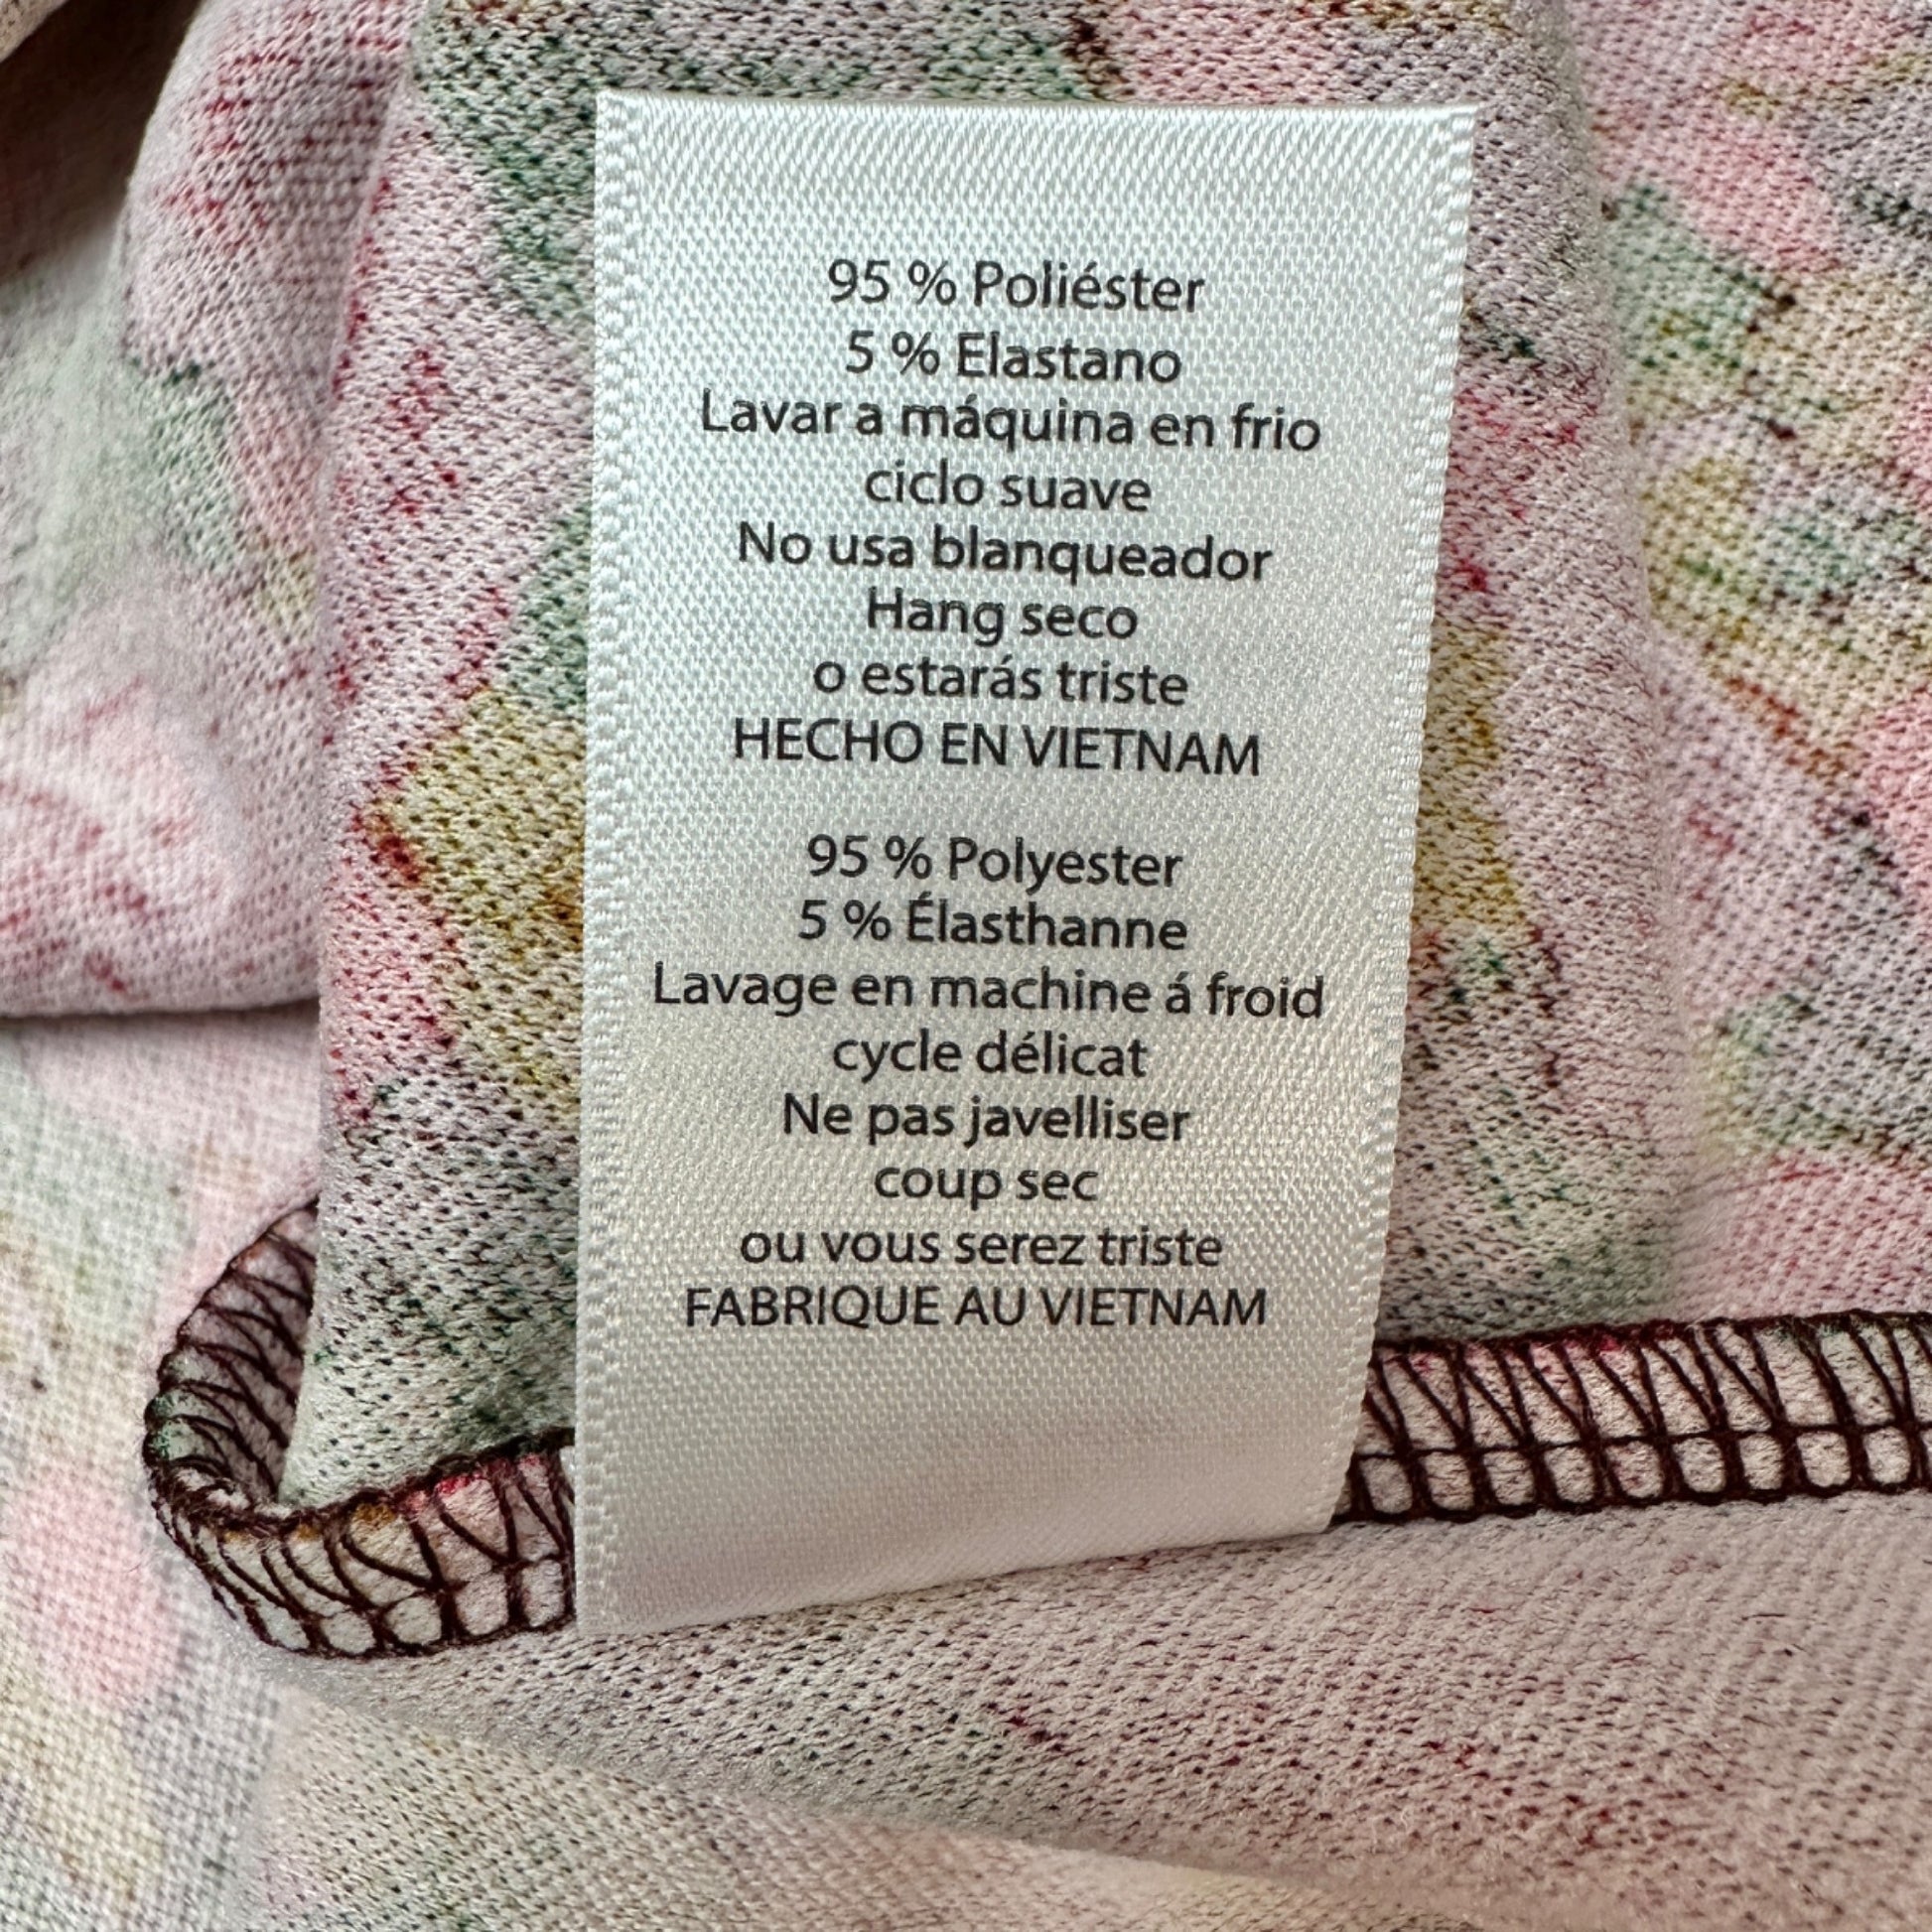 95 % Poliéster
5 % Elastano
Lavar a máquina en frio
ciclo suave
No usa blanqueador
Hang seco
o estarás triste
HECHO EN VIETNAM
95 % Polyester
5 % Élasthanne
Lavage en machine á froid
cycle délicat
Ne pas javelliser
coup sec
ou vous serez triste
FABRIQUE AU VIETNAM